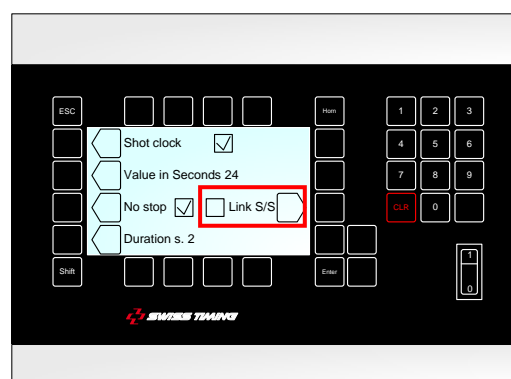 ESC
Horn
1 2 3
Shot clock
4 5 6
Value in Seconds 24
7 8 9
No stop Link S/S
CLR 0
Duration s. 2
Shift
Enter
1
0
SWISS TIMING